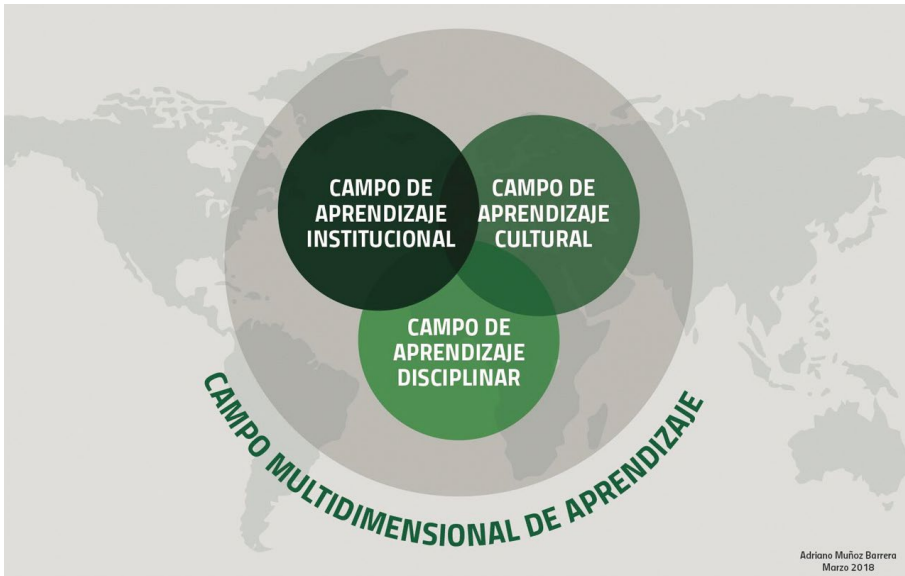 CAMPO DE
APRENDIZAJE
INSTITUCIONAL
CAMPO DE
APRENDIZAJE
CULTURAL
CAMPO DE
APRENDIZAJE
DISCIPLINAR
CAMPO MULTIDIMENSIONAL DE APRENDIZAJE
Adriano Muñoz Barrera
Marzo 2018